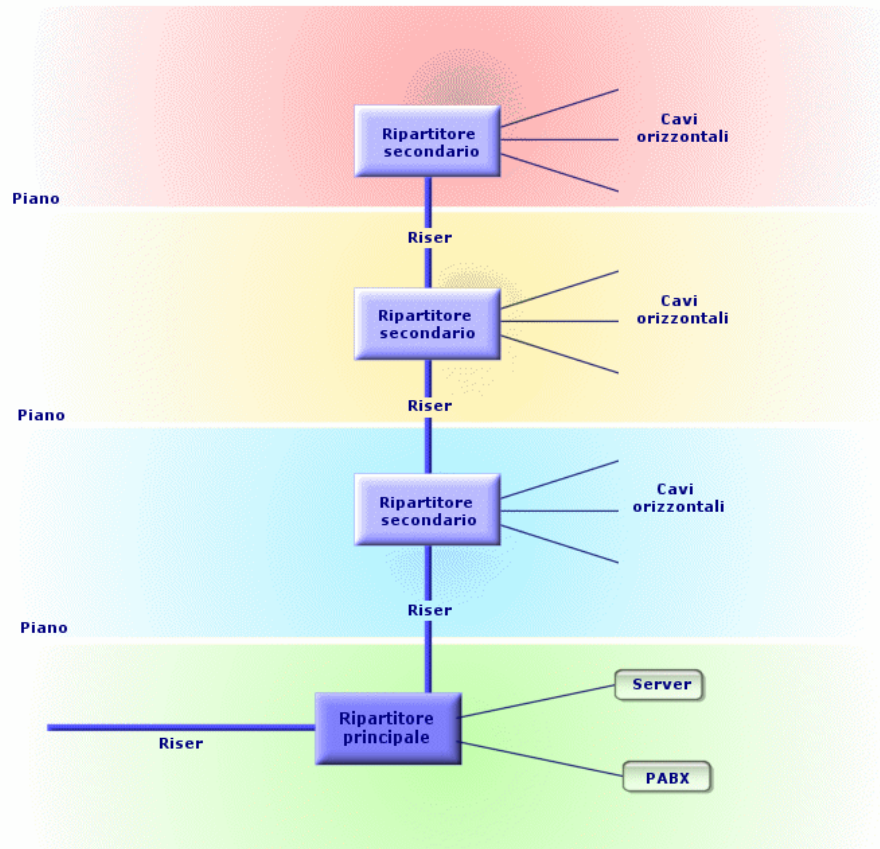 Ripartitore
secondario
Cavi
orizzontali
Piano
Riser
Ripartitore
secondario
Cavi
orizzontali
Piano
Riser
Ripartitore
secondario
Cavi
orizzontali
Riser
Piano
Ripartitore
principale
Server
Riser
PABX